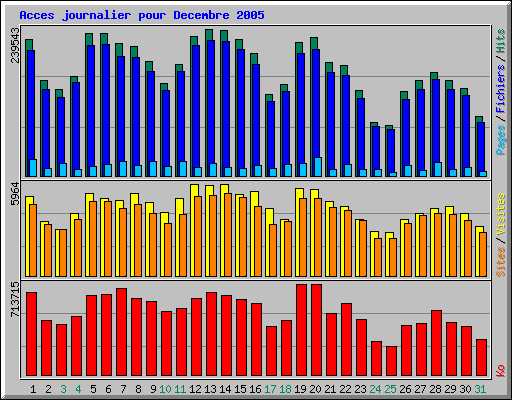 Acces journalier pour Decembre 2005
239543
Pages / Fichiers / Hits
5964
Sites / Visites
713715
Ko
1 2 3 4 5 6 7 8 9 10 11 12 13 14 15 16 17 18 19 20 21 22 23 24 25 26 27 28 29 30 31